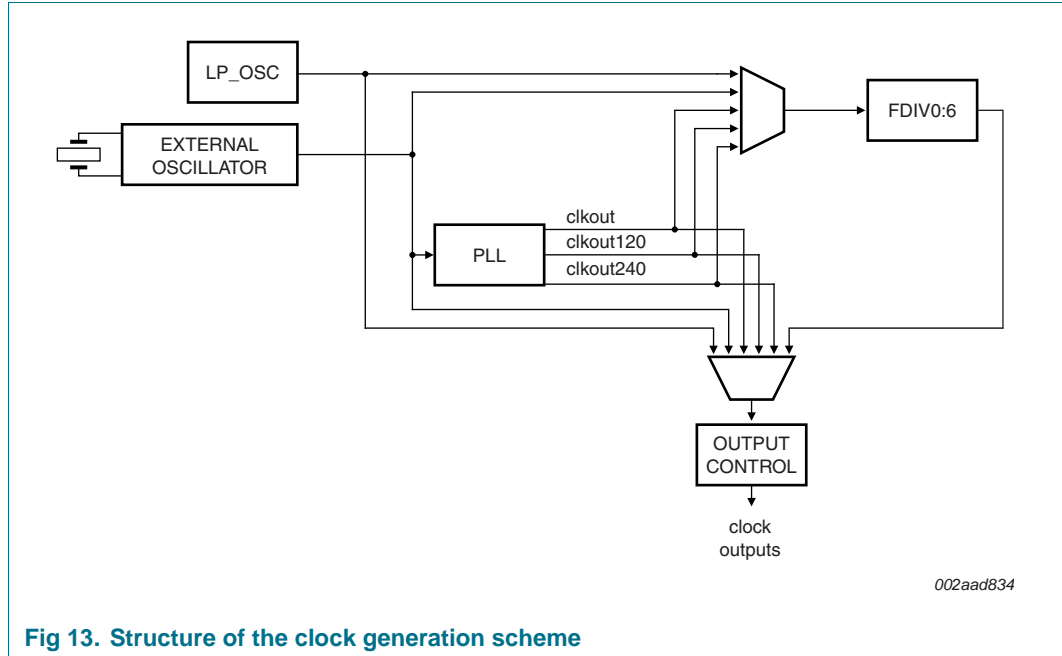 LP_OSC
EXTERNAL
OSCILLATOR
FDIV0:6
clkout
clkout120
clkout240
PLL
OUTPUT
CONTROL
clock
outputs
002aad834
Fig 13. Structure of the clock generation scheme